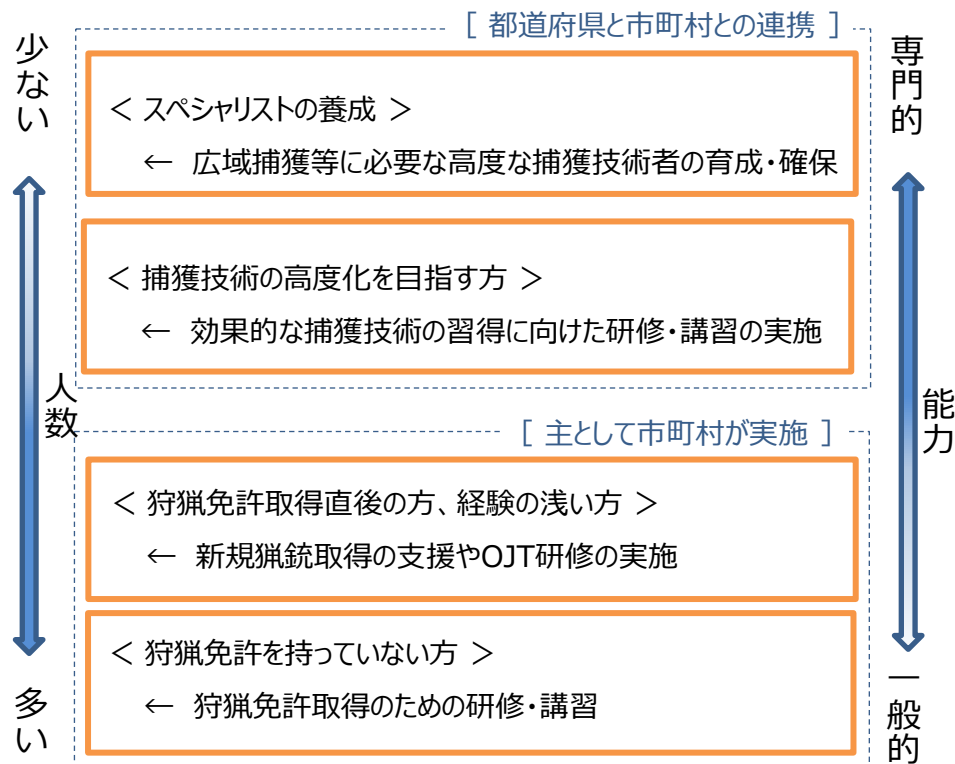 少ない
[ 都道府県と市町村との連携 ]
専門的
< スペシャリストの養成 >
← 広域捕獲等に必要な高度な捕獲技術者の育成・確保
< 捕獲技術の高度化を目指す方 >
← 効果的な捕獲技術の習得に向けた研修・講習の実施
人数
能力
[ 主として市町村が実施 ]
< 狩猟免許取得直後の方、経験の浅い方 >
← 新規猟銃取得の支援やOJT研修の実施
< 狩猟免許を持っていない方 >
← 狩猟免許取得のための研修・講習
多い
一般的